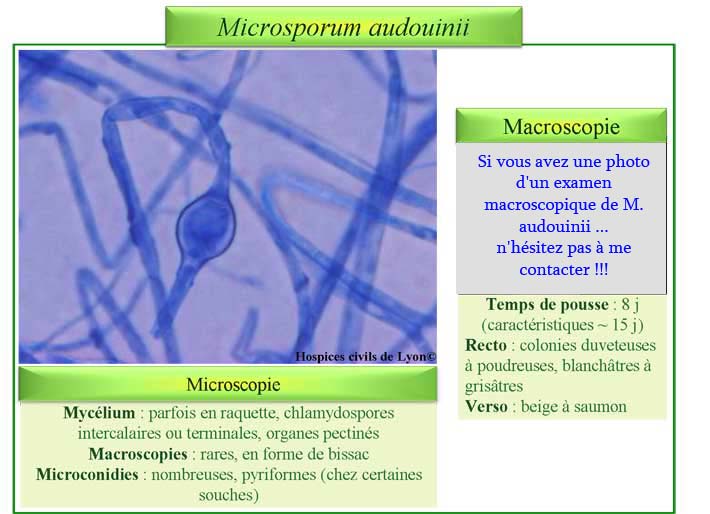 Microsporum audouinii
Hospices civils de Lyon©
Microscopie
Mycélium : parfois en raquette, chlamydospores
intercalaires ou terminales, organes pectinés
Macroscopies : rares, en forme de bissac
Microconidies : nombreuses, pyriformes (chez certaines
souches)
Macroscopie
Si vous avez une photo
d'un examen
macroscopique de M.
audouinii ...
n'hésitez pas à me
contacter !!!
Temps de pousse : 8 j
(caractéristiques ~ 15 j)
Recto : colonies duveteuses
à poudreuses, blanchâtres à
grisâtres
Verso : beige à saumon